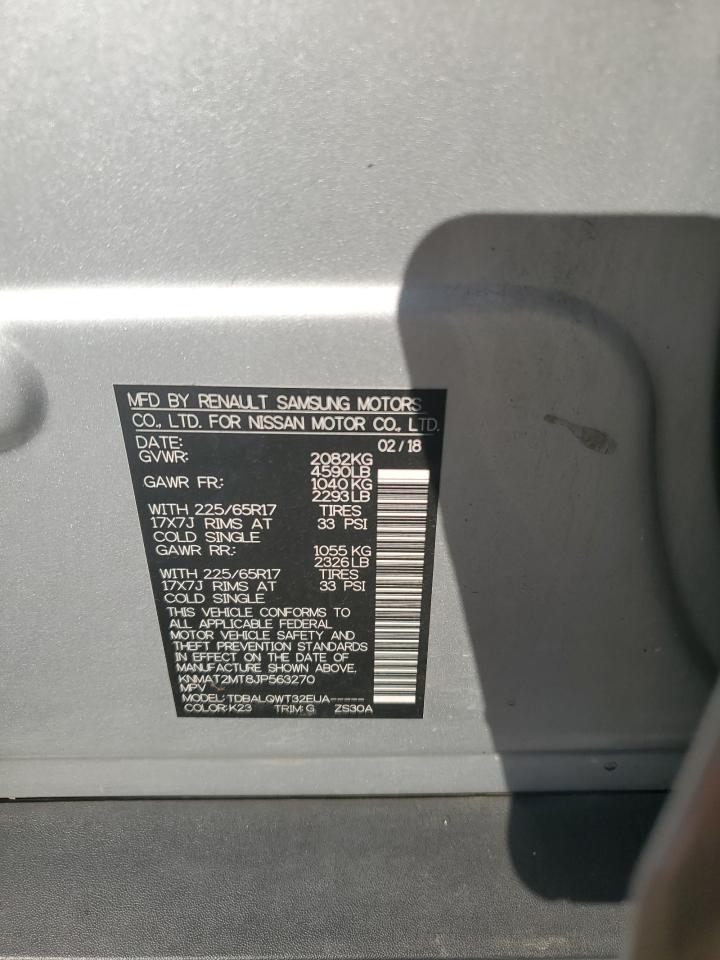 MFD BY RENAULT SAMSUNG MOTORS
CO., LTD. FOR NISSAN MOTOR CO., LTD.
DATE: 02/18
GVWR: 2082KG
4590LB
GAWR FR: 1040 KG
2293LB
WITH 225/65R17 TIRES
17X7J RIMS AT 33 PSI
COLD SINGLE
GAWR RR: 1055 KG
2326LB
WITH 225/65R17 TIRES
17X7J RIMS AT 33 PSI
COLD SINGLE
THIS VEHICLE CONFORMS TO
ALL APPLICABLE FEDERAL
MOTOR VEHICLE SAFETY AND
THEFT PREVENTION STANDARDS
IN EFFECT ON THE DATE OF
MANUFACTURE SHOWN ABOVE.
KNMAT2MT8JP563270
MPV
MODEL: TDBALQWT32EUA-----
COLOR: K23 TRIM: G ZS30A